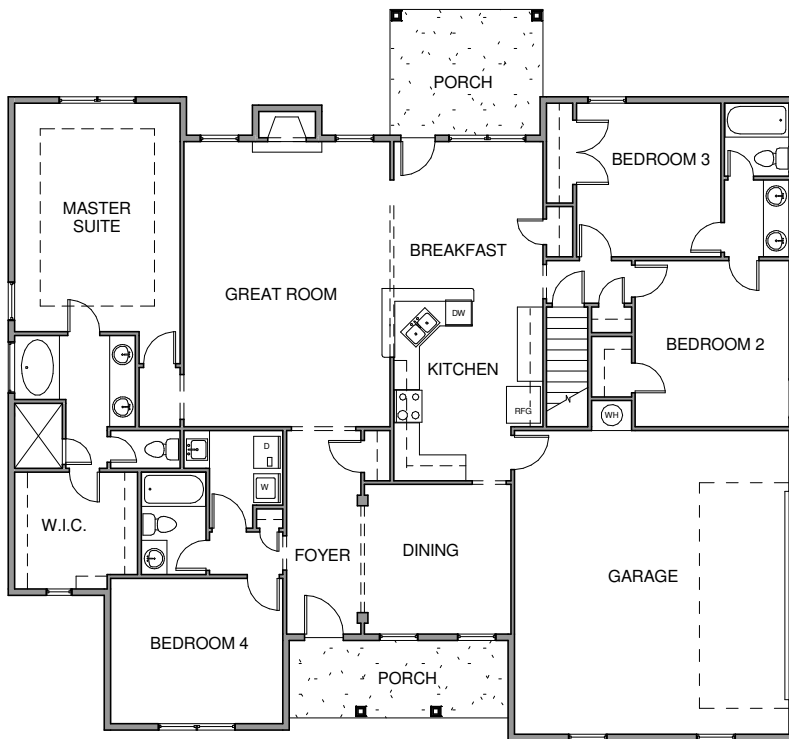 PORCH
BEDROOM 3
MASTER
SUITE
BREAKFAST
GREAT ROOM
DW
BEDROOM 2
KITCHEN
RFG
WH
D
W
W.I.C.
FOYER
DINING
GARAGE
BEDROOM 4
PORCH